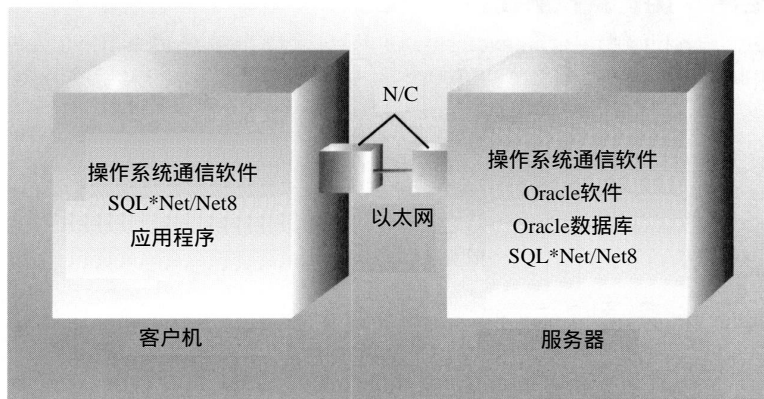 N/C
操作系统通信软件
SQL*Net/Net8
应用程序
以太网
操作系统通信软件
Oracle软件
Oracle数据库
SQL*Net/Net8
客户机
服务器